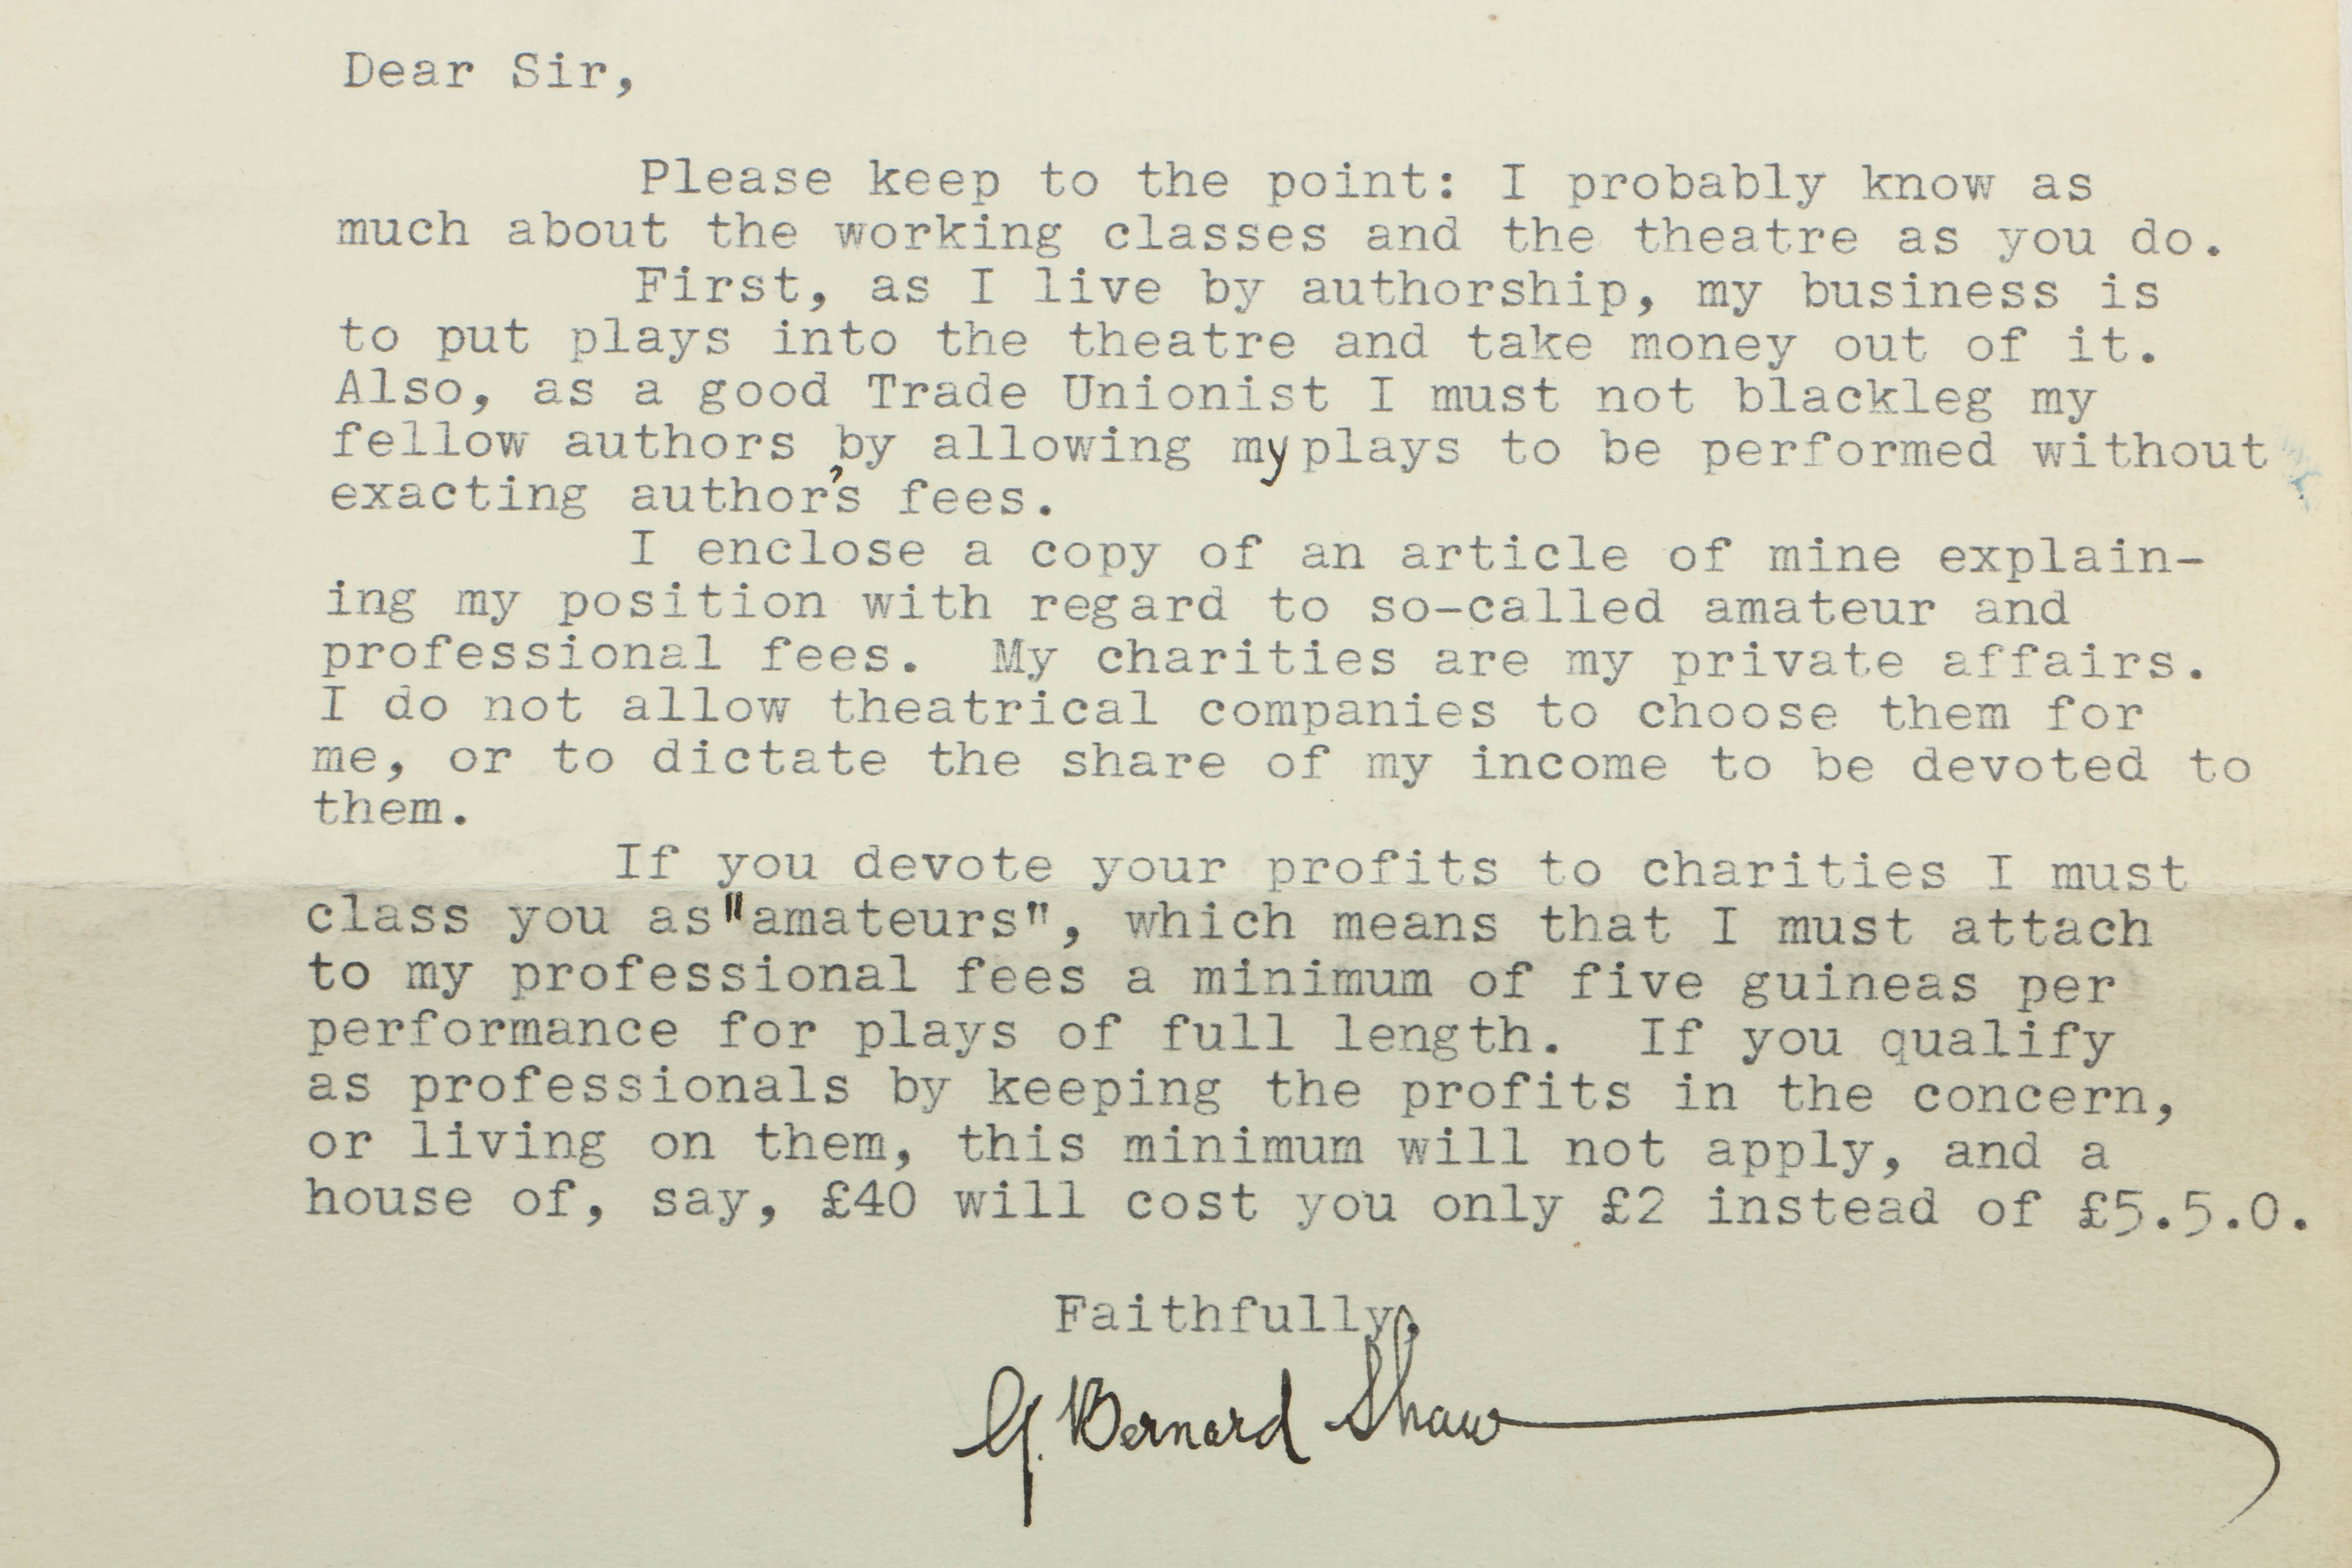 Dear Sir,
Please keep to the point: I probably know as
much about the working classes and the theatre as you do.
First, as I live by authorship, my business is
to put plays into the theatre and take money out of it.
Also, as a good Trade Unionist I must not blackleg my
fellow authors by allowing my plays to be performed without
exacting author's fees.
I enclose a copy of an article of mine explain-
ing my position with regard to so-called amateur and
professional fees. My charities are my private affairs.
I do not allow theatrical companies to choose them for
me, or to dictate the share of my income to be devoted to
them.
If you devote your profits to charities I must
class you as "amateurs", which means that I must attach
to my professional fees a minimum of five guineas per
performance for plays of full length. If you qualify
as professionals by keeping the profits in the concern,
or living on them, this minimum will not apply, and a
house of, say, £40 will cost you only £2 instead of £5.5.0.
Faithfully,
G. Bernard Shaw